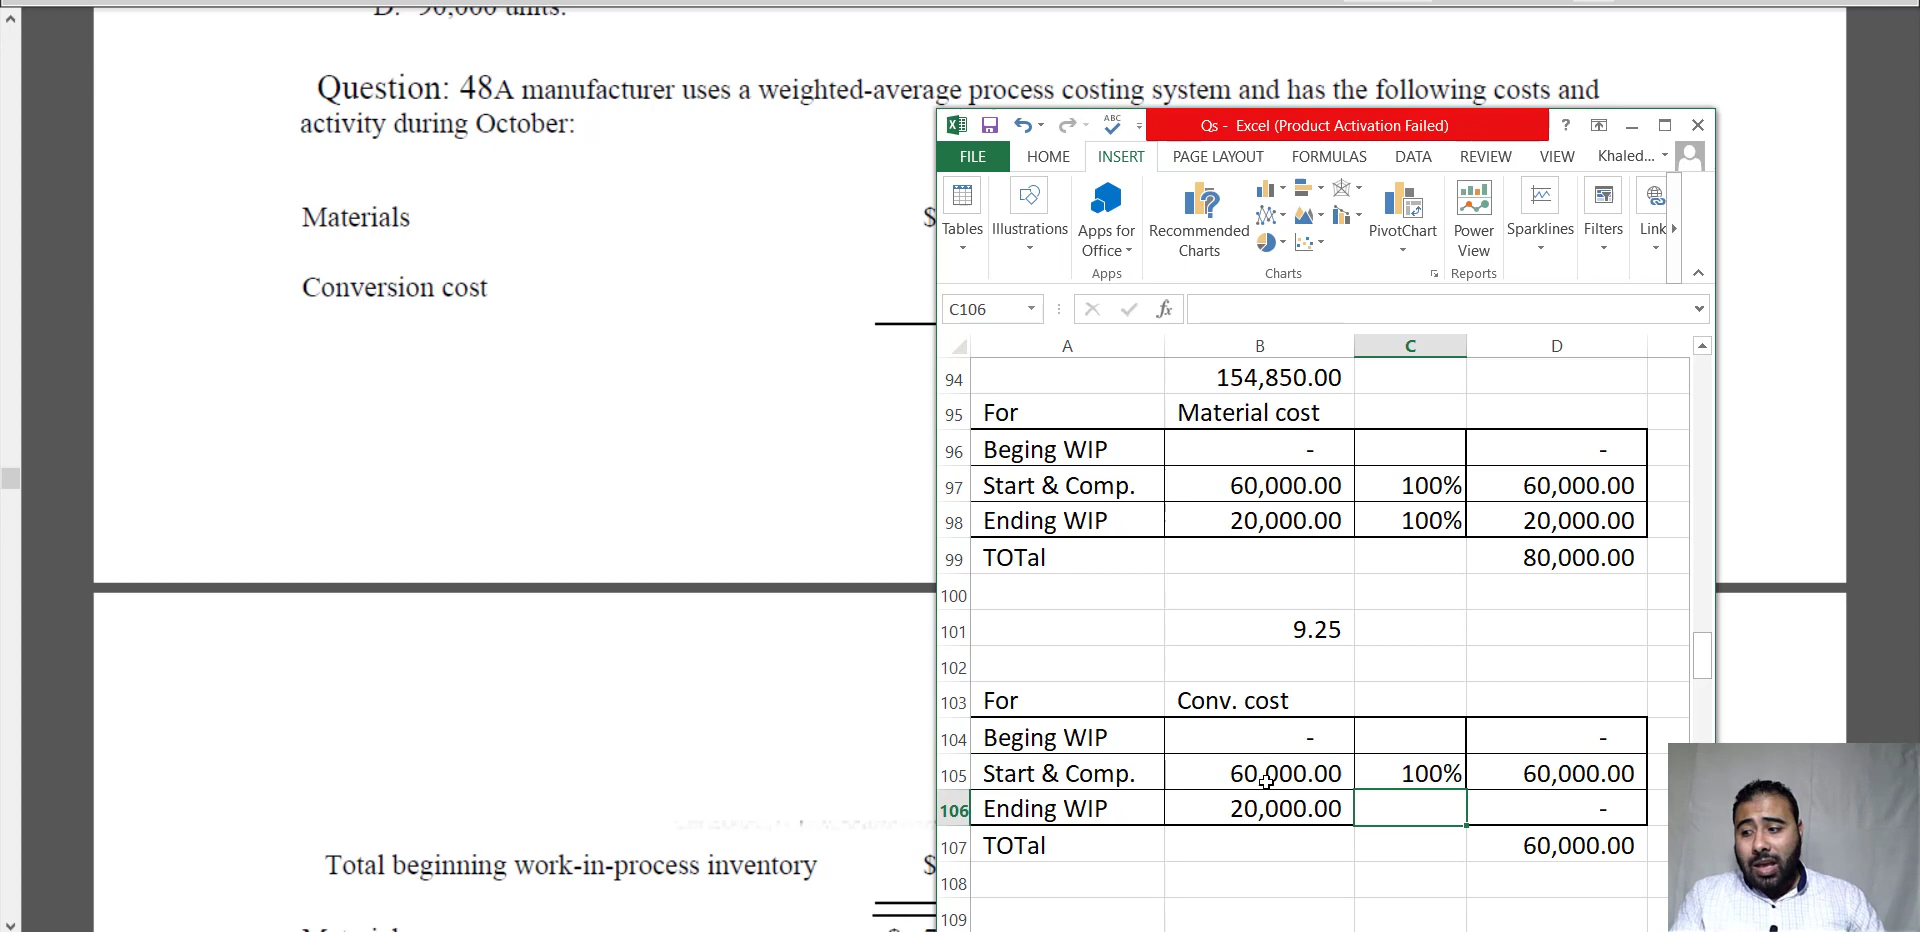 D. 90,000 units.
Question: 48A manufacturer uses a weighted-average process costing system and has the following costs and
activity during October:
Materials $
Conversion cost
Total beginning work-in-process inventory $
Qs - Excel (Product Activation Failed)
?
FILE HOME INSERT PAGE LAYOUT FORMULAS DATA REVIEW VIEW Khaled...
ABC
Tables
Illustrations
Apps for
Office
Recommended
Charts
PivotChart
Power
View
Sparklines
Filters
Link
Apps Charts Reports
C106 fx
A B C D
94 154,850.00
95 For Material cost
96 Beging WIP - -
97 Start & Comp. 60,000.00 100% 60,000.00
98 Ending WIP 20,000.00 100% 20,000.00
99 TOTal 80,000.00
100
101 9.25
102
103 For Conv. cost
104 Beging WIP - -
105 Start & Comp. 60,000.00 100% 60,000.00
106 Ending WIP 20,000.00 -
107 TOTal 60,000.00
108
109